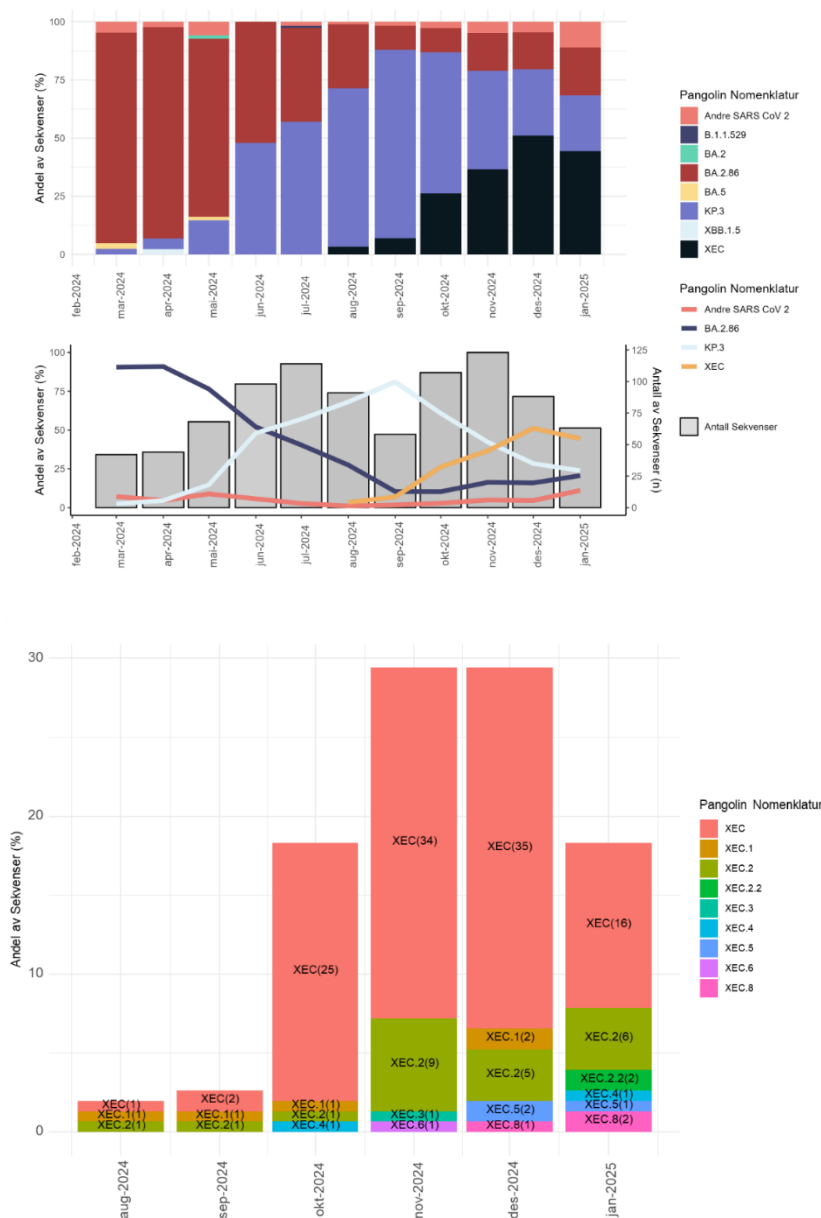 100
75
50
25
0
Andel av Sekvenser (%)
feb-2024
mar-2024
apr-2024
mai-2024
jun-2024
jul-2024
aug-2024
sep-2024
okt-2024
nov-2024
des-2024
jan-2025
Pangolin Nomenklatur
Andre SARS CoV 2
B.1.1.529
BA.2
BA.2.86
BA.5
KP.3
XBB.1.5
XEC
Pangolin Nomenklatur
Andre SARS CoV 2
BA.2.86
KP.3
XEC
Antall Sekvenser
100
75
50
25
0
Andel av Sekvenser (%)
125
100
75
50
25
0
Antall av Sekvenser (n)
feb-2024
mar-2024
apr-2024
mai-2024
jun-2024
jul-2024
aug-2024
sep-2024
okt-2024
nov-2024
des-2024
jan-2025
30
20
10
0
Andel av Sekvenser (%)
XEC(1)
XEC.1(1)
XEC.2(1)
XEC(2)
XEC.1(1)
XEC.2(1)
XEC(25)
XEC.1(1)
XEC.2(1)
XEC.4(1)
XEC(34)
XEC.2(9)
XEC.3(1)
XEC.6(1)
XEC(35)
XEC.1(2)
XEC.2(5)
XEC.5(2)
XEC.8(1)
XEC(16)
XEC.2(6)
XEC.2.2(2)
XEC.4(1)
XEC.5(1)
XEC.8(2)
aug-2024
sep-2024
okt-2024
nov-2024
des-2024
jan-2025
Pangolin Nomenklatur
XEC
XEC.1
XEC.2
XEC.2.2
XEC.3
XEC.4
XEC.5
XEC.6
XEC.8